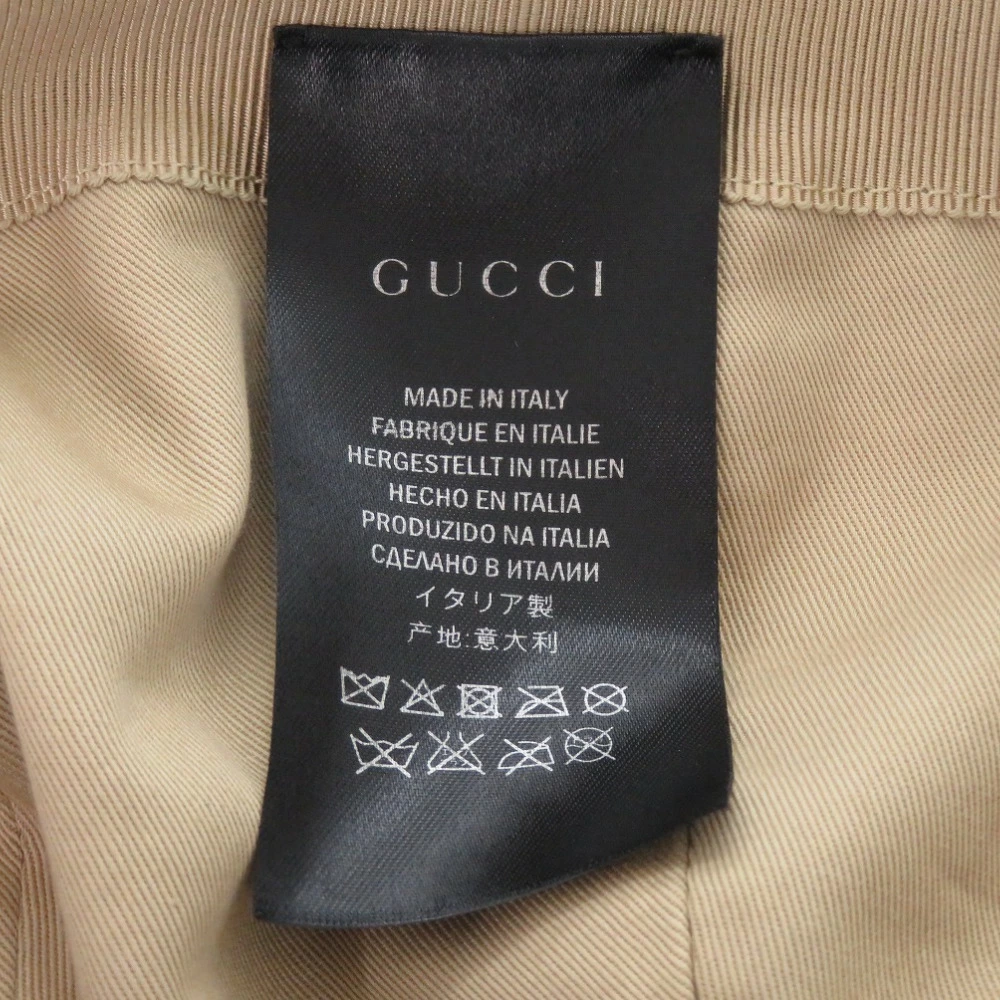 GUCCI
MADE IN ITALY
FABRIQUE EN ITALIE
HERGESTELLT IN ITALIEN
HECHO EN ITALIA
PRODUZIDO NA ITALIA
СДЕЛАНО В ИТАЛИИ
イタリア製
产地:意大利